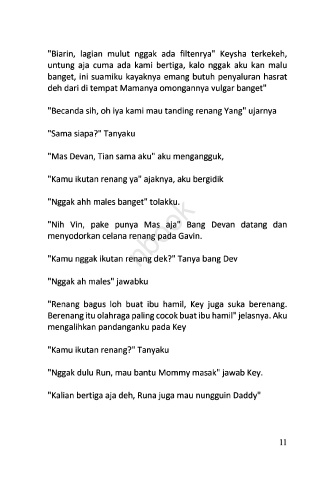 "Biarin, lagian mulut nggak ada filtenrya" Keysha terkekeh,
untung aja cuma ada kami bertiga, kalo nggak aku kan malu
banget, ini suamiku kayaknya emang butuh penyaluran hasrat
deh dari di tempat Mamanya omongannya vulgar banget"
"Becanda sih, oh iya kami mau tanding renang Yang" ujarnya
"Sama siapa?" Tanyaku
"Mas Devan, Tian sama aku" aku mengangguk,
"Kamu ikutan renang ya" ajaknya, aku bergidik
"Nggak ahh males banget" tolakku.
"Nih Vin, pake punya Mas aja" Bang Devan datang dan
menyodorkan celana renang pada Gavin.
"Kamu nggak ikutan renang dek?" Tanya bang Dev
"Nggak ah males" jawabku
"Renang bagus loh buat ibu hamil, Key juga suka berenang.
Berenang itu olahraga paling cocok buat ibu hamil" jelasnya. Aku
mengalihkan pandanganku pada Key
"Kamu ikutan renang?" Tanyaku
"Nggak dulu Run, mau bantu Mommy masak" jawab Key.
"Kalian bertiga aja deh, Runa juga mau nungguin Daddy"
11